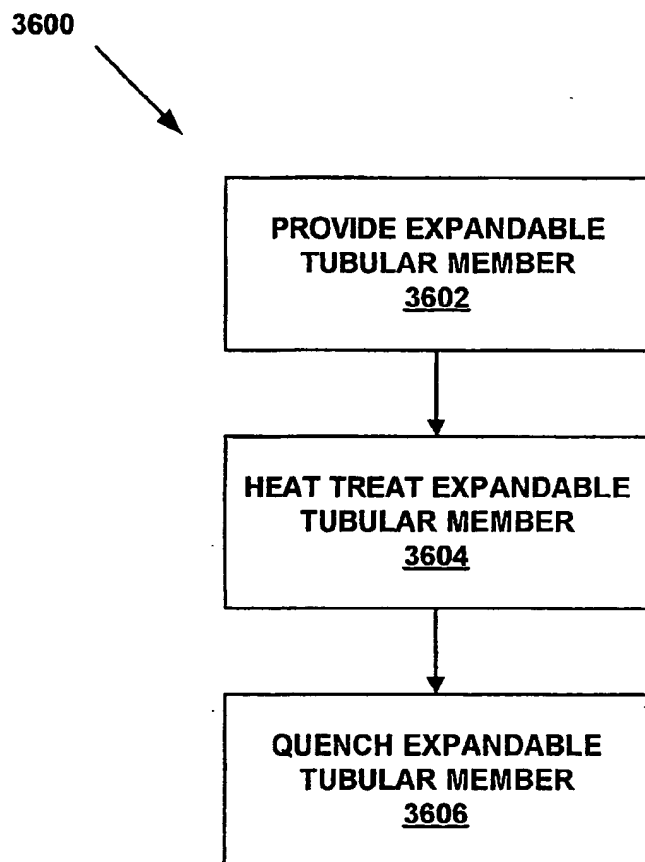 3600
PROVIDE EXPANDABLE
TUBULAR MEMBER
3602
HEAT TREAT EXPANDABLE
TUBULAR MEMBER
3604
QUENCH EXPANDABLE
TUBULAR MEMBER
3606